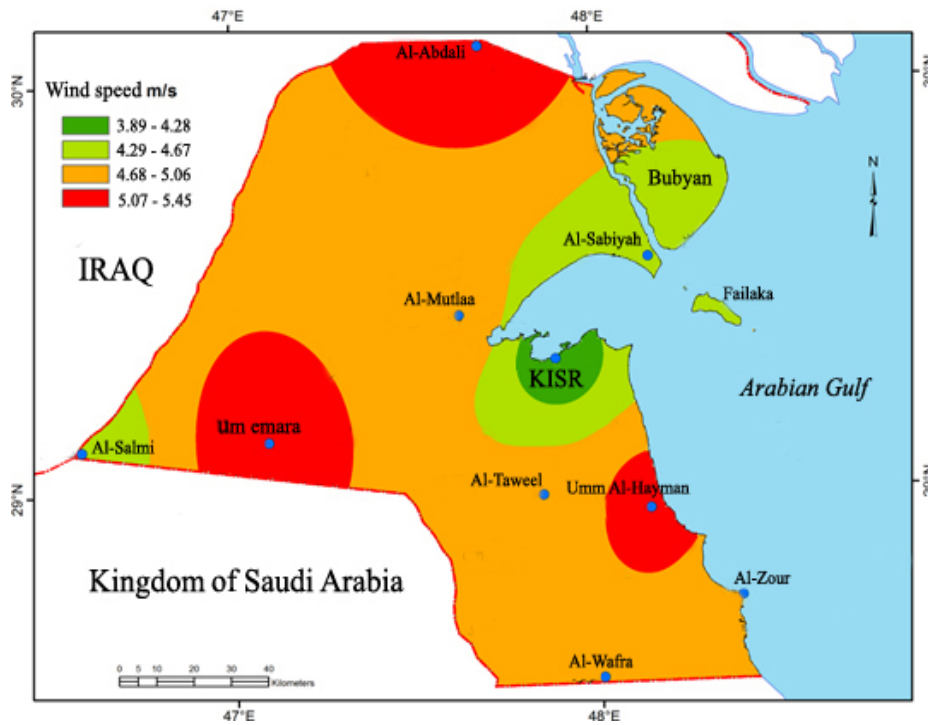 47°E
48°E
Al-Abdali
30°N
30°N
Wind speed m/s
3.89 - 4.28
4.29 - 4.67
4.68 - 5.06
5.07 - 5.45
Bubyan
N
Al-Sabiyah
IRAQ
Failaka
Al-Mutlaa
KISR
Arabian Gulf
um emara
Al-Salmi
Al-Taweel
Umm Al-Hayman
29°N
29°N
Kingdom of Saudi Arabia
Al-Zour
Al-Wafra
0 5 10 20 30 40
Kilometers
47°E
48°E